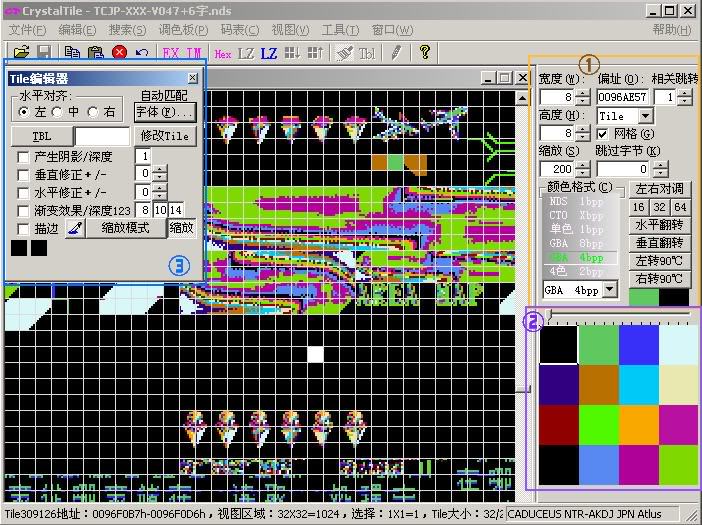 CrystalTile - TCJP-XXX-V047+6字.nds
文件(F) 编辑(E) 搜索(S) 调色板(P) 码表(C) 视图(V) 工具(T) 窗口(W) 帮助(H)
EX IM Hex LZ LZ Tbl ?
①
宽度(W): 偏址(O): 相关跳转
8 0096AE57 1
高度(H): Tile
8 网格(G)
缩放(S) 跳过字节(K)
200 0
颜色格式(C) 左右对调
NDS 1bpp
CTO Xbpp
单色 1bpp
GBA 8bpp
GBA 4bpp
4色 2bpp
GBA 4bpp
16 32 64
水平翻转
垂直翻转
左转90℃
右转90℃
②
Tile编辑器
水平对齐: 自动匹配
左 中 右 字体(F)...
TBL 修改Tile
产生阴影/深度 1
垂直修正+/- 0
水平修正+/- 0
渐变效果/深度123 8 10 14
描边 缩放模式 缩放
③
AREA MAP
Tile309126地址：0096F0B7h-0096F0D6h，视图区域：32X32=1024，选择：1X1=1，Tile大小：32/2
CADUCEUS NTR-AKDJ JPN Atlus